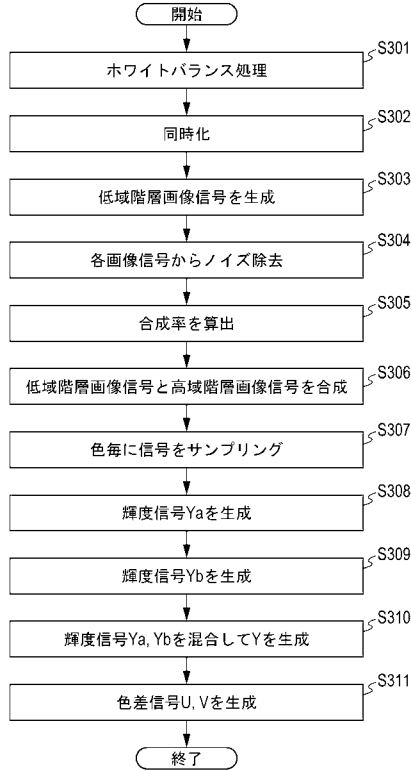 開始
S301
ホワイトバランス処理
S302
同時化
S303
低域階層画像信号を生成
S304
各画像信号からノイズ除去
S305
合成率を算出
S306
低域階層画像信号と高域階層画像信号を合成
S307
色毎に信号をサンプリング
S308
輝度信号Yaを生成
S309
輝度信号Ybを生成
S310
輝度信号Ya, Ybを混合してYを生成
S311
色差信号U, Vを生成
終了